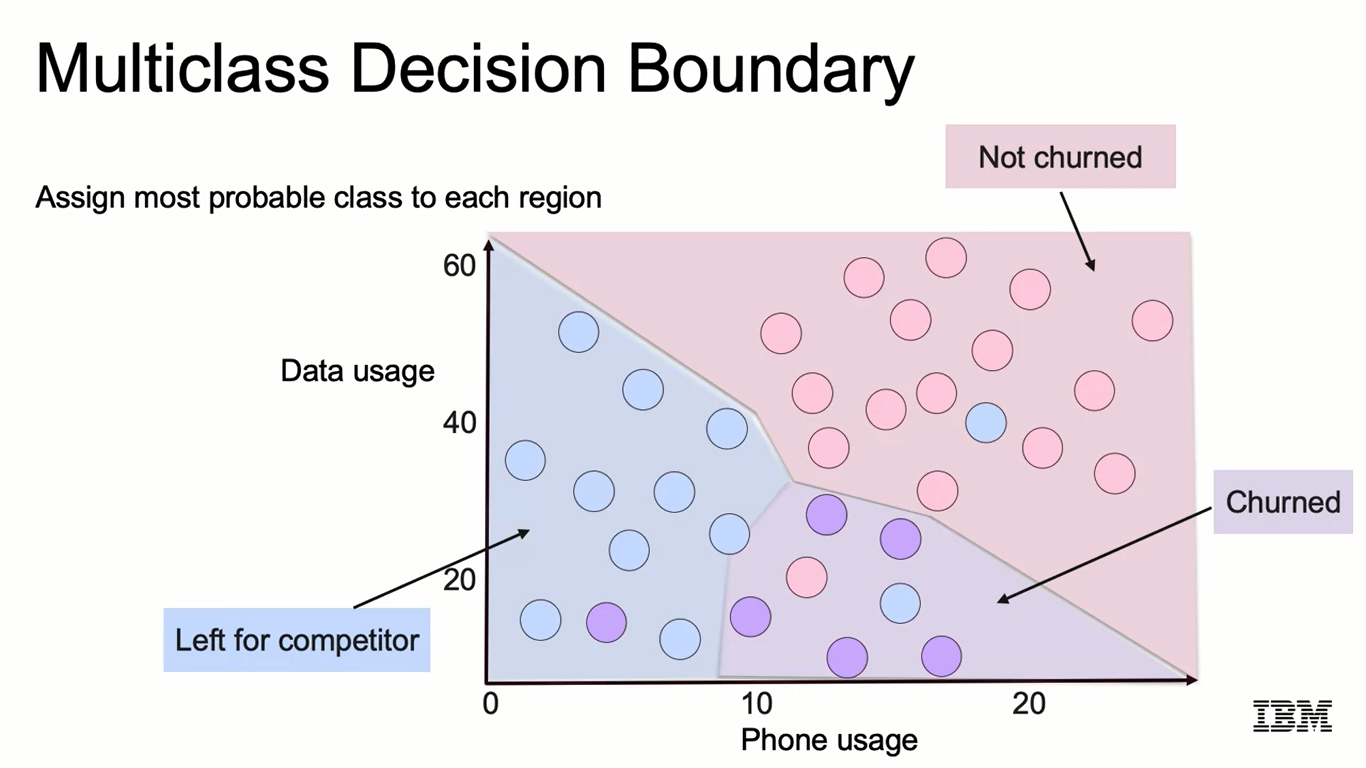 Multiclass Decision Boundary
Not churned
Assign most probable class to each region
60
Data usage
40
Churned
20
Left for competitor
0
10
20
IBM
Phone usage